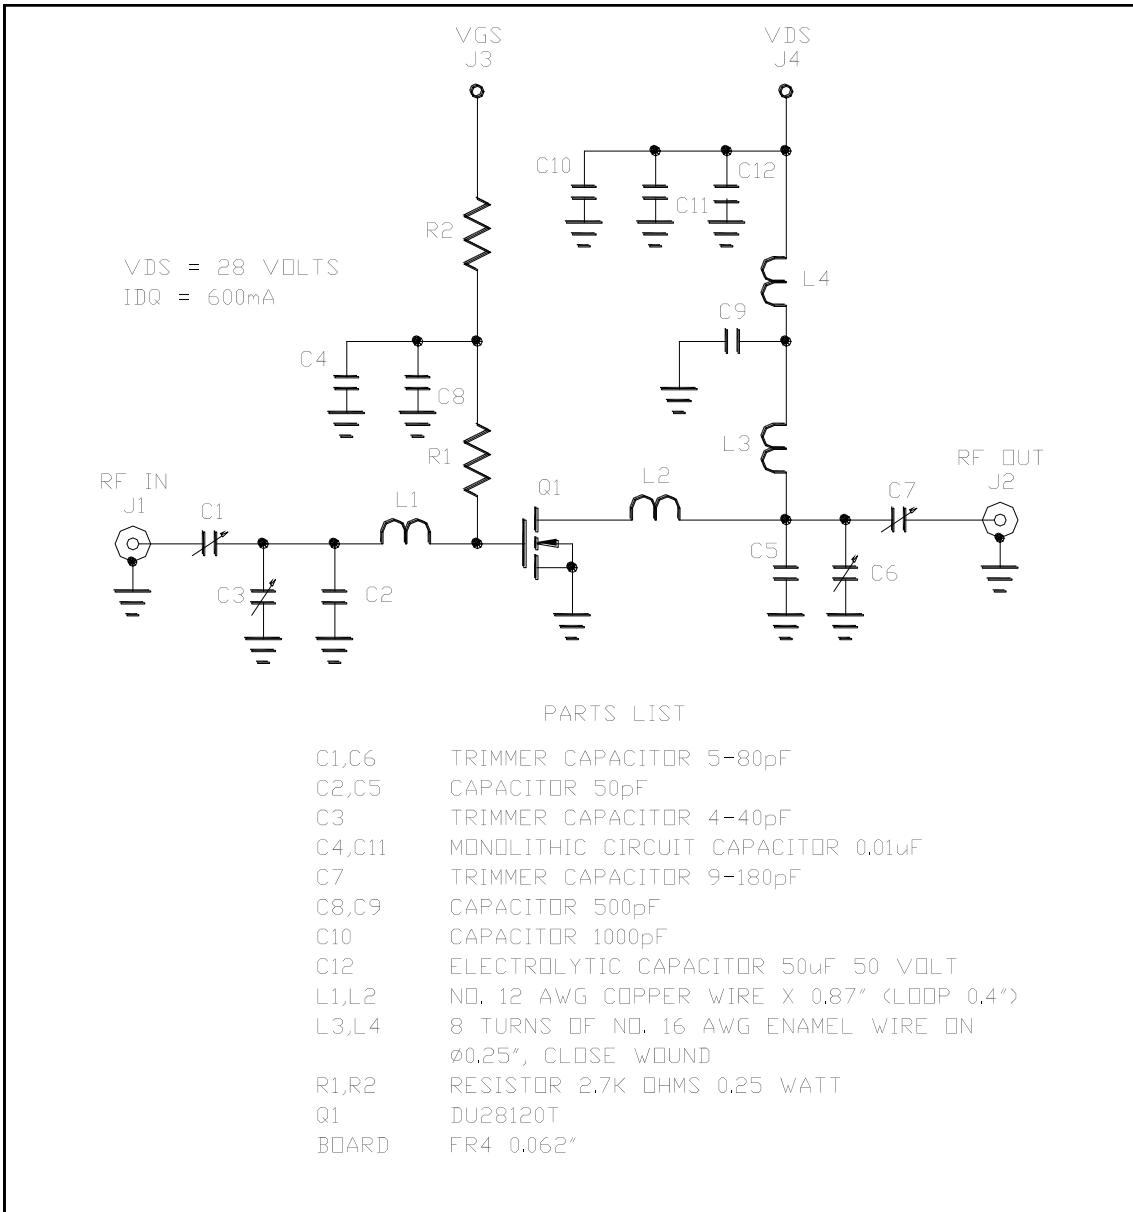 VGS
J3
VDS
J4
C10
C12
C11
R2
L4
VDS = 28 VOLTS
IDQ = 600mA
C9
C4
C8
R1
L3
RF IN
J1
C1
L1
Q1
L2
C7
RF OUT
J2
C3
C2
C5
C6
PARTS LIST
C1,C6 TRIMMER CAPACITOR 5-80pF
C2,C5 CAPACITOR 50pF
C3 TRIMMER CAPACITOR 4-40pF
C4,C11 MONOLITHIC CIRCUIT CAPACITOR 0.01uF
C7 TRIMMER CAPACITOR 9-180pF
C8,C9 CAPACITOR 500pF
C10 CAPACITOR 1000pF
C12 ELECTROLYTIC CAPACITOR 50uF 50 VOLT
L1,L2 NO. 12 AWG COPPER WIRE X 0.87" (LOOP 0.4")
L3,L4 8 TURNS OF NO. 16 AWG ENAMEL WIRE ON
Ø0.25", CLOSE WOUND
R1,R2 RESISTOR 2.7K OHMS 0.25 WATT
Q1 DU28120T
BOARD FR4 0.062"